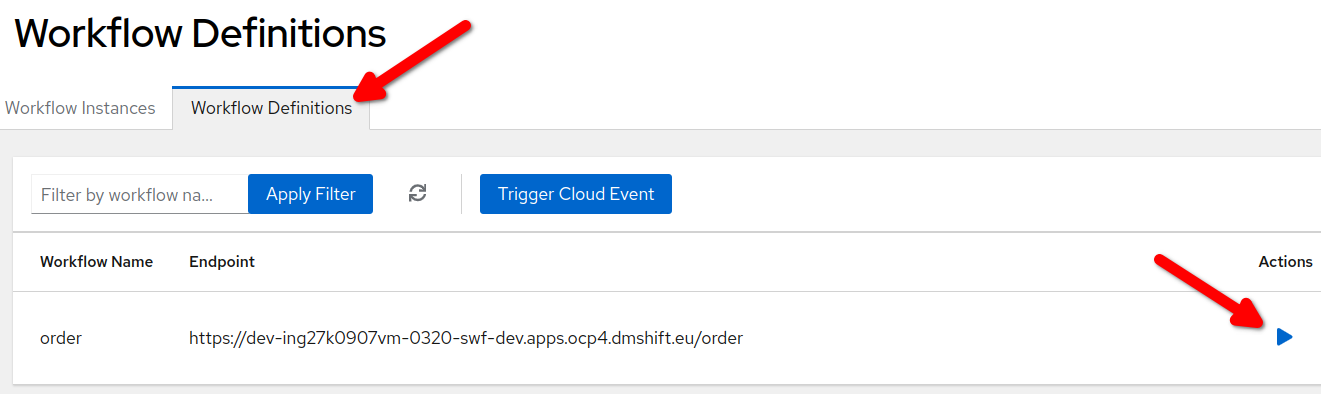 Workflow Definitions
Workflow Instances
Workflow Definitions
Filter by workflow na...
Apply Filter
Trigger Cloud Event
Workflow Name
Endpoint
Actions
order
https://dev-ing27k0907vm-0320-swf-dev.apps.ocp4.dmshift.eu/order